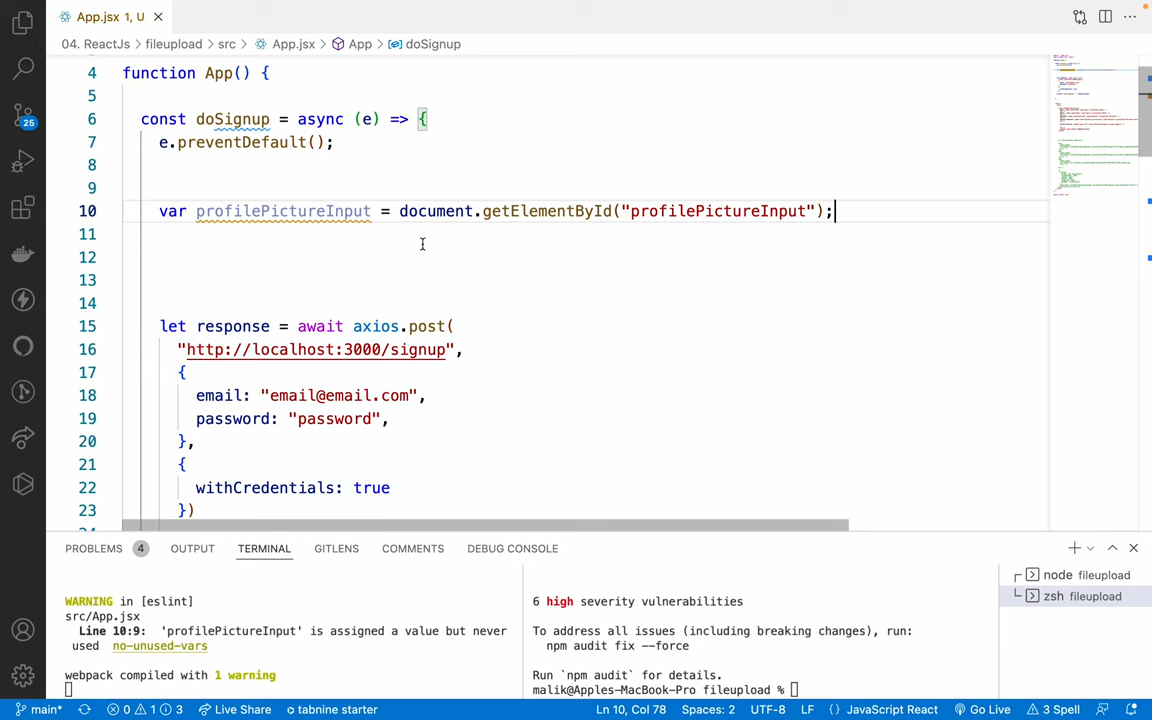 App.jsx 1, U
04. ReactJs > fileupload > src > App.jsx > App > doSignup
4 function App() {
5
6 const doSignup = async (e) => {
7 e.preventDefault();
8
9
10 var profilePictureInput = document.getElementById("profilePictureInput");
11
12
13
14
15 let response = await axios.post(
16 "http://localhost:3000/signup",
17 {
18 email: "email@email.com",
19 password: "password",
20 },
21 {
22 withCredentials: true
23 })
25
PROBLEMS 4 OUTPUT TERMINAL GITLENS COMMENTS DEBUG CONSOLE
WARNING in [eslint]
src/App.jsx
Line 10:9: 'profilePictureInput' is assigned a value but never
used no-unused-vars
webpack compiled with 1 warning
6 high severity vulnerabilities
To address all issues (including breaking changes), run:
npm audit fix --force
Run `npm audit` for details.
malik@Apples-MacBook-Pro fileupload %
node fileupload
zsh fileupload
main* 0 1 3 Live Share tabnine starter Ln 10, Col 78 Spaces: 2 UTF-8 LF {} JavaScript React Go Live 3 Spell